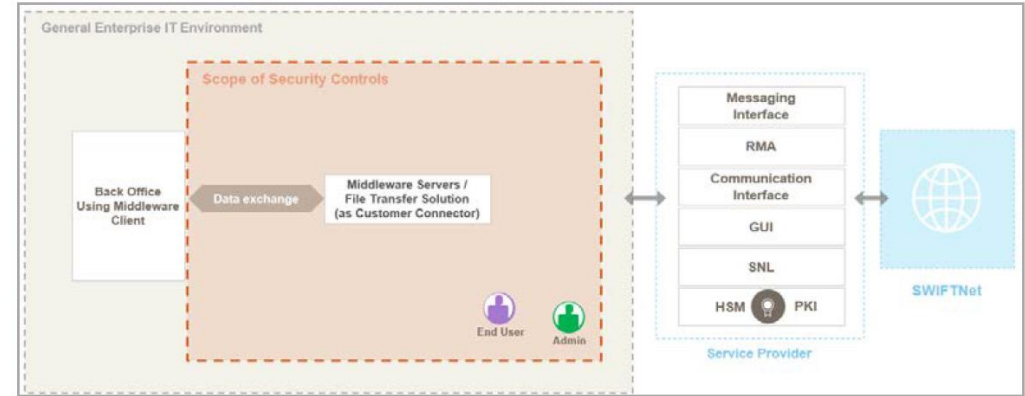 General Enterprise IT Environment
Scope of Security Controls
Back Office
Using Middleware
Client
Data exchange
Middleware Servers /
File Transfer Solution
(as Customer Connector)
End User
Admin
Messaging
Interface
RMA
Communication
Interface
GUI
SNL
HSM PKI
Service Provider
SWIFTNet